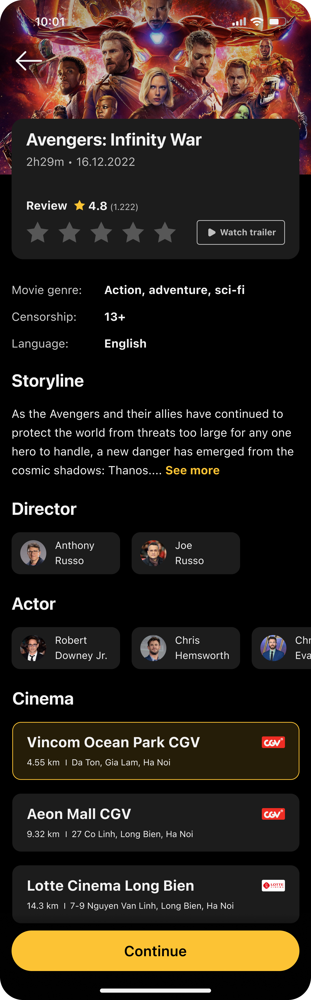 10:01
Avengers: Infinity War
2h29m • 16.12.2022
Review 4.8 (1.222)
Watch trailer
Movie genre: Action, adventure, sci-fi
Censorship: 13+
Language: English
Storyline
As the Avengers and their allies have continued to
protect the world from threats too large for any one
hero to handle, a new danger has emerged from the
cosmic shadows: Thanos.... See more
Director
Anthony
Russo
Joe
Russo
Actor
Robert
Downey Jr.
Chris
Hemsworth
Chr
Eva
Cinema
Vincom Ocean Park CGV
CGV
4.55 km I Da Ton, Gia Lam, Ha Noi
Aeon Mall CGV
CGV
9.32 km I 27 Co Linh, Long Bien, Ha Noi
Lotte Cinema Long Bien
LOTTE
CINEMA
14.3 km I 7-9 Nguyen Van Linh, Long Bien, Ha Noi
Continue